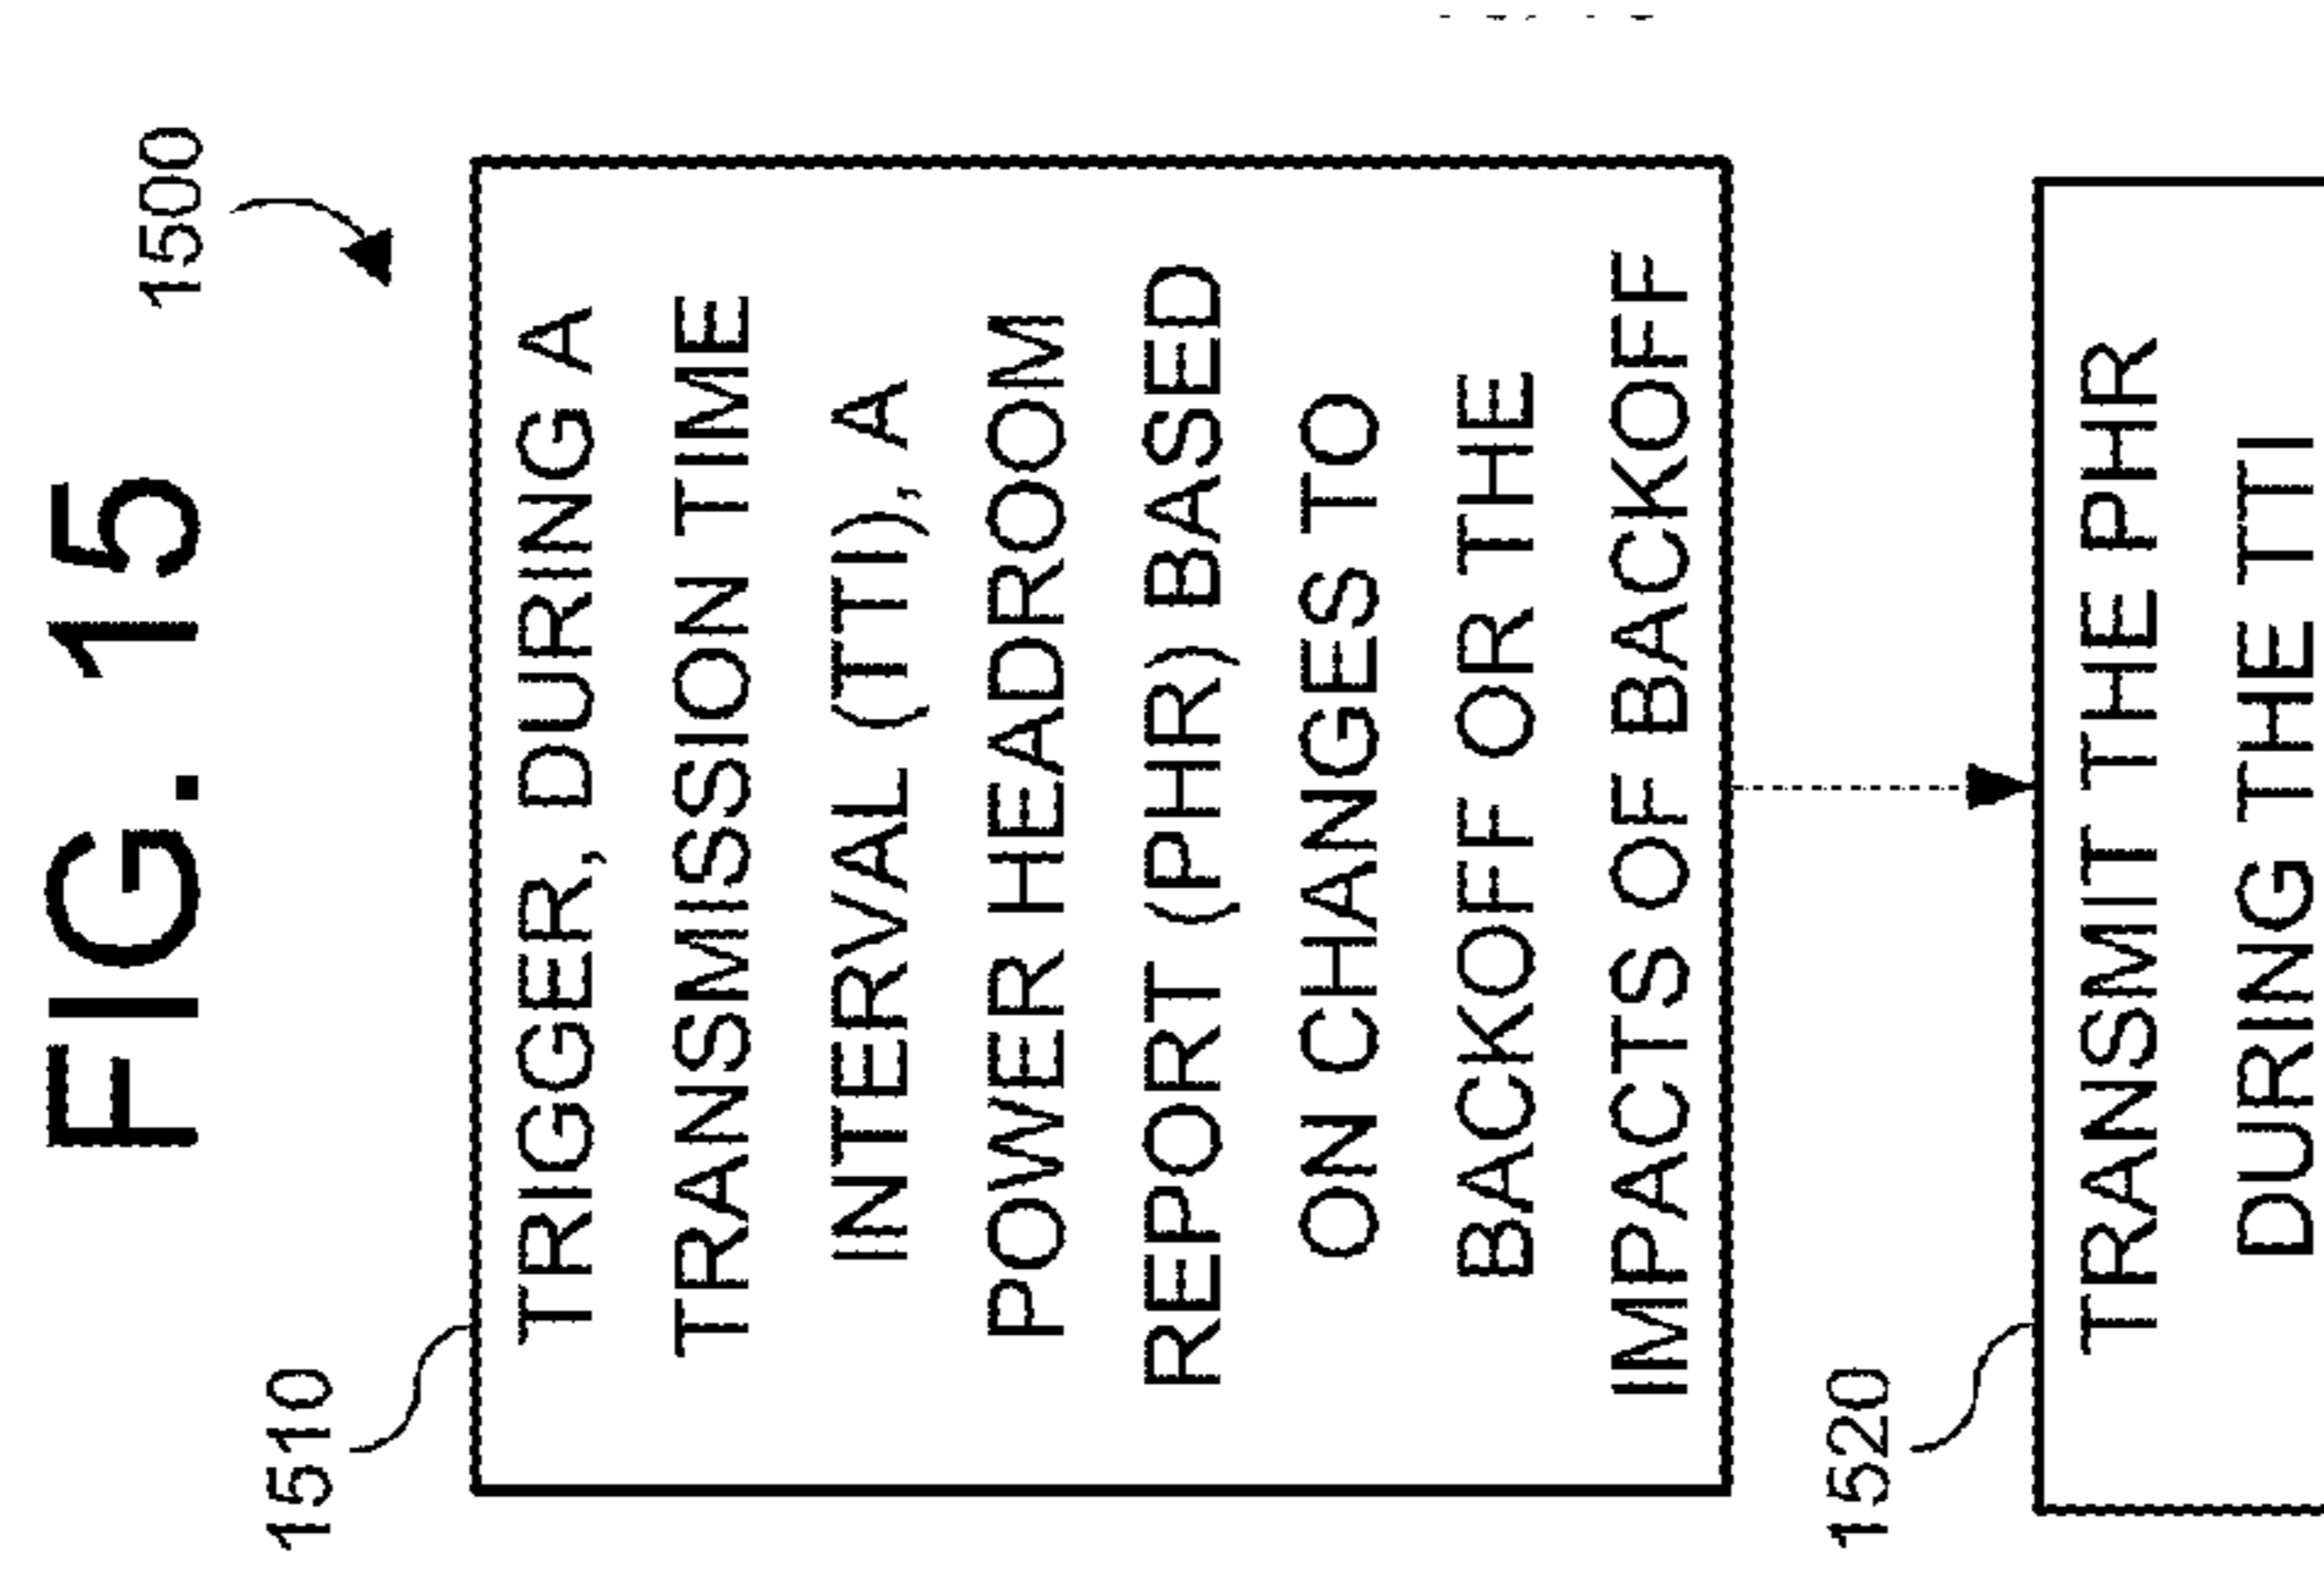 FIG. 15
1500
1510
TRIGGER, DURING A
TRANSMISSION TIME
INTERVAL (TTI), A
POWER HEADROOM
REPORT (PHR) BASED
ON CHANGES TO
BACKOFF OR THE
IMPACTS OF BACKOFF
1520
TRANSMIT THE PHR
DURING THE TTI